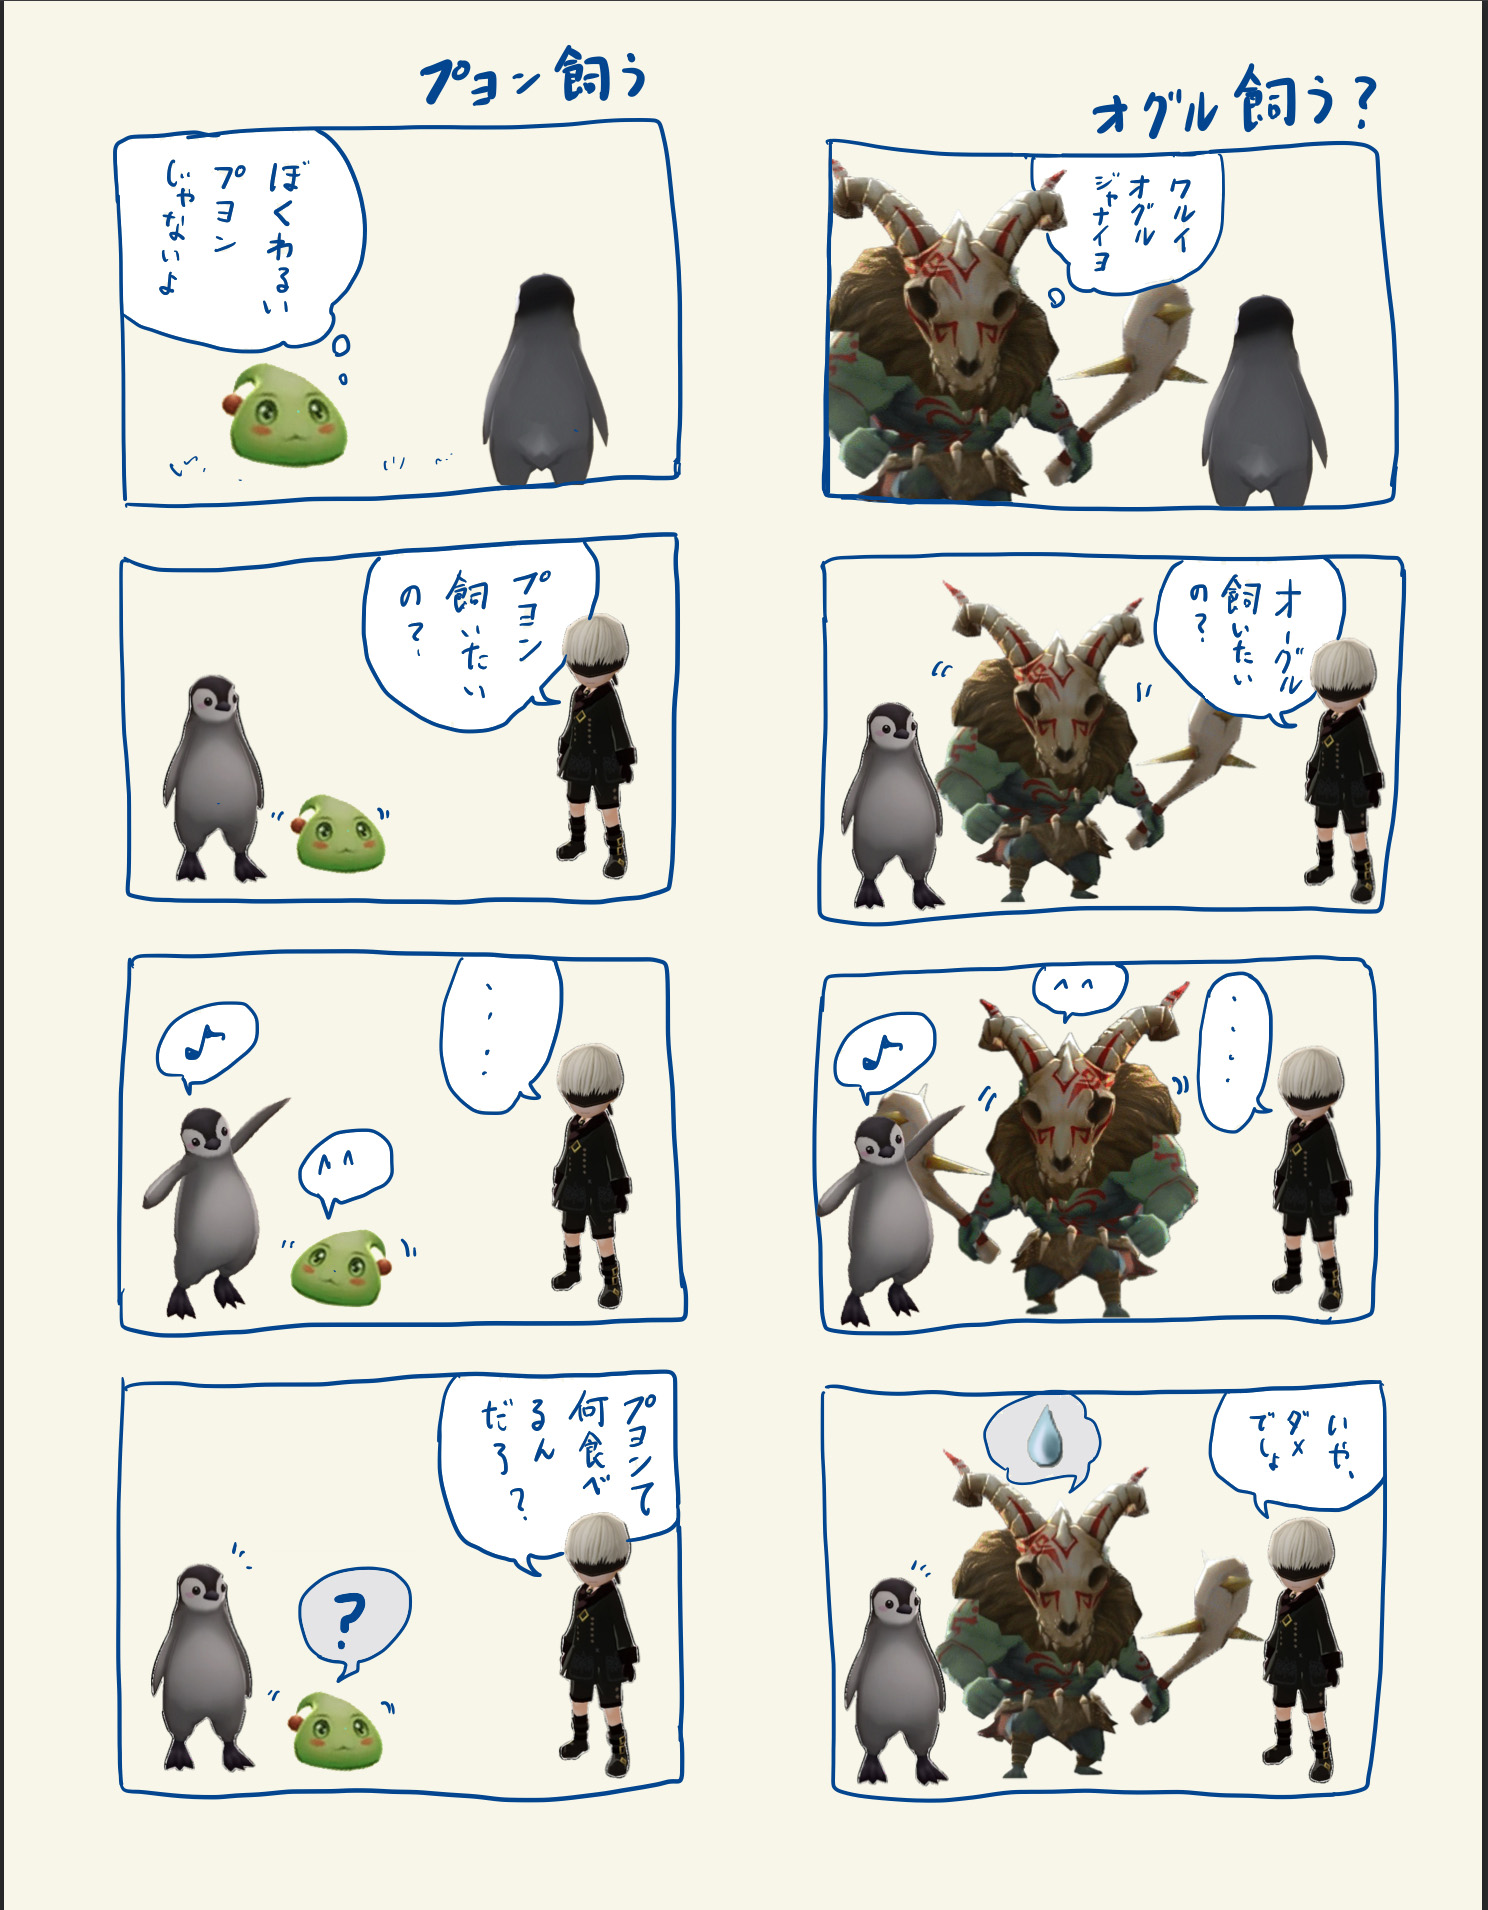 オグル飼う?
ワルイ
オグル
ジャナイヨ
オーグル
飼いたい
の?
♪
^ ^
・・・・
いや、
ダメ
でしょ
プヨン飼う
ぼくわるい
プヨン
じゃないよ
プヨン
飼いたい
の?
♪
^ ^
・・・・
プヨンて
何食べ
るん
だろ?
?